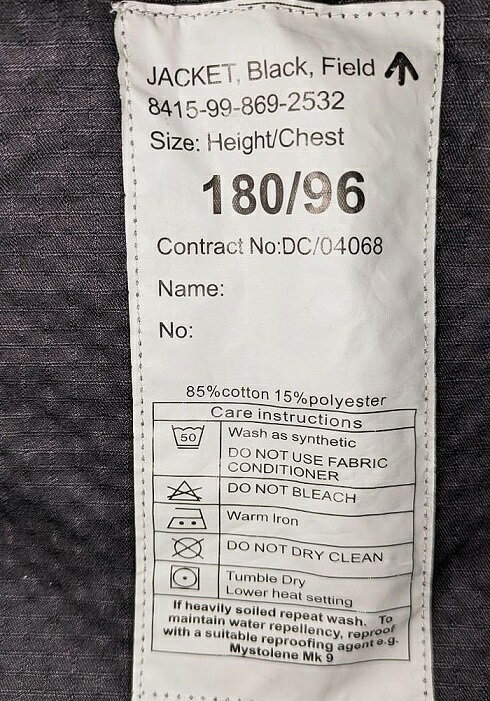 JACKET, Black, Field
8415-99-869-2532
Size: Height/Chest
180/96
Contract No:DC/04068
Name:
No:
85%cotton 15%polyester
Care instructions
50
Wash as synthetic
DO NOT USE FABRIC
CONDITIONER
DO NOT BLEACH
Warm Iron
DO NOT DRY CLEAN
Tumble Dry
Lower heat setting
If heavily soiled repeat wash. To
maintain water repellency, reproof
with a suitable reproofing agent e.g.
Mystolene Mk 9